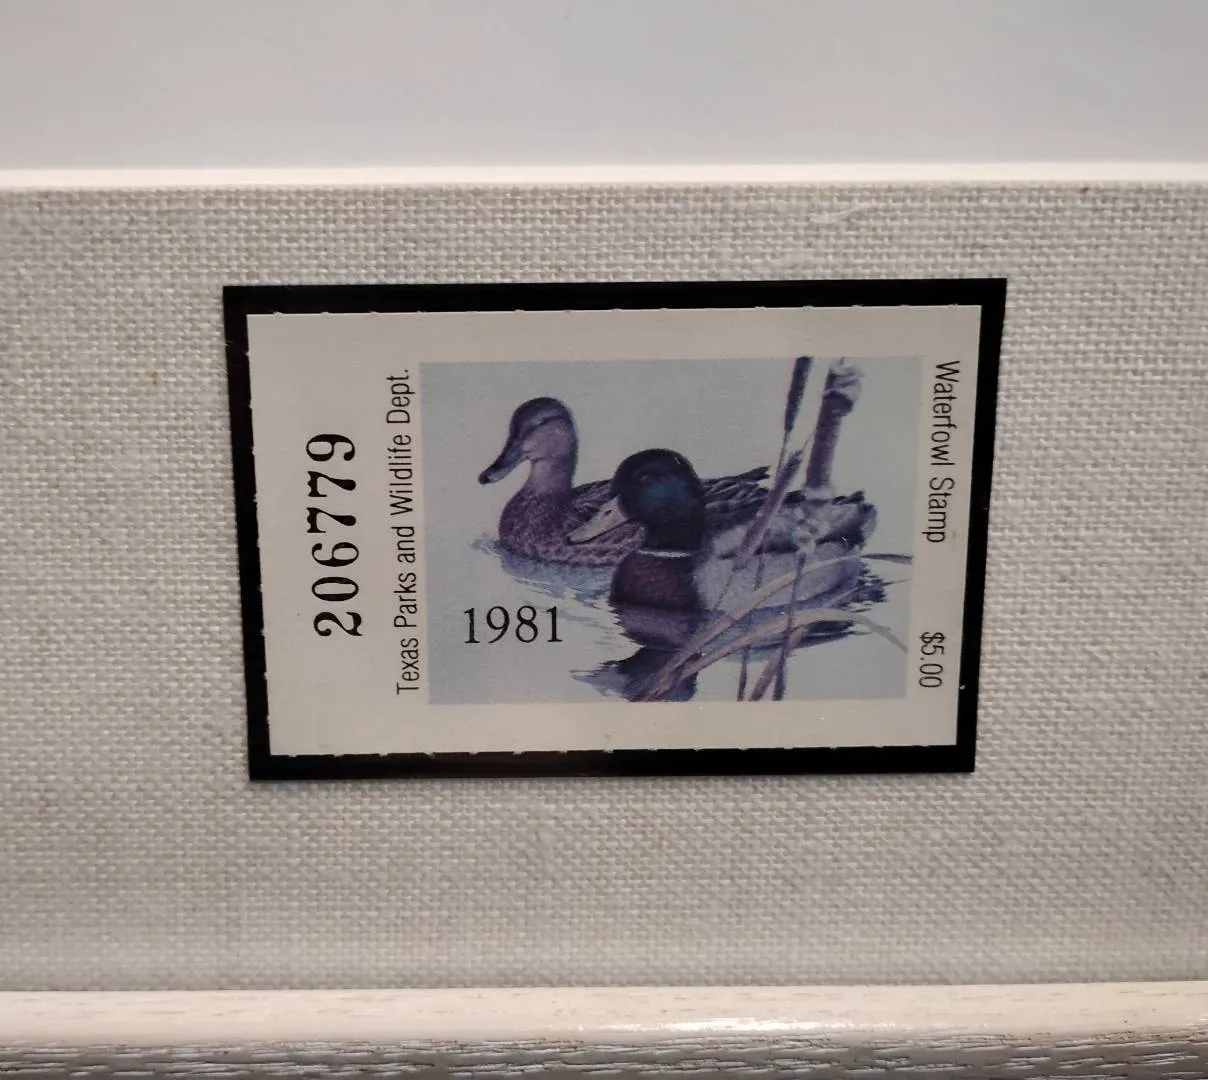 206779
Texas Parks and Wildlife Dept.
1981
Waterfowl Stamp
$5.00